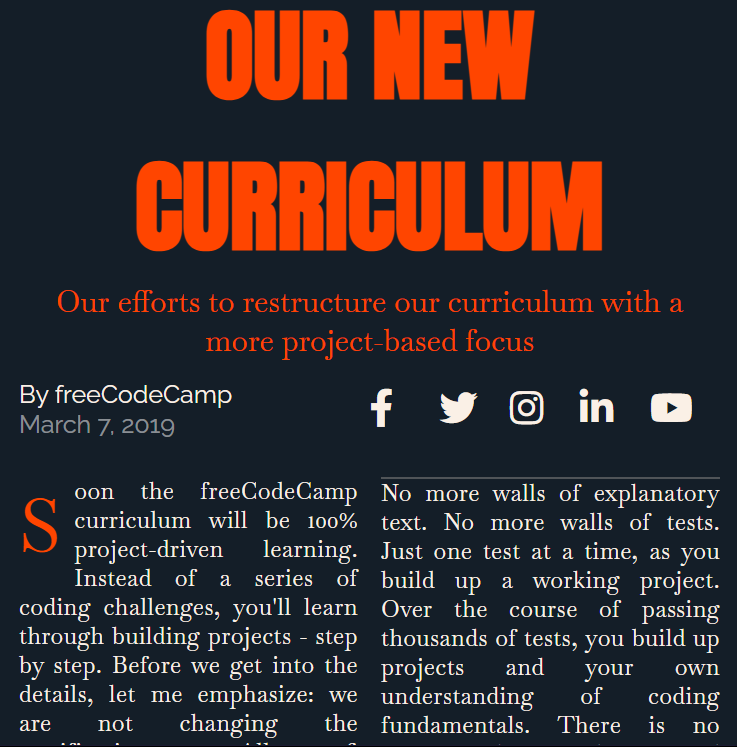 OUR NEW
CURRICULUM
Our efforts to restructure our curriculum with a
more project-based focus
By freeCodeCamp
March 7, 2019
Soon the freeCodeCamp
curriculum will be 100%
project-driven learning.
Instead of a series of
coding challenges, you'll learn
through building projects - step
by step. Before we get into the
details, let me emphasize: we
are not changing the
No more walls of explanatory
text. No more walls of tests.
Just one test at a time, as you
build up a working project.
Over the course of passing
thousands of tests, you build up
projects and your own
understanding of coding
fundamentals. There is no